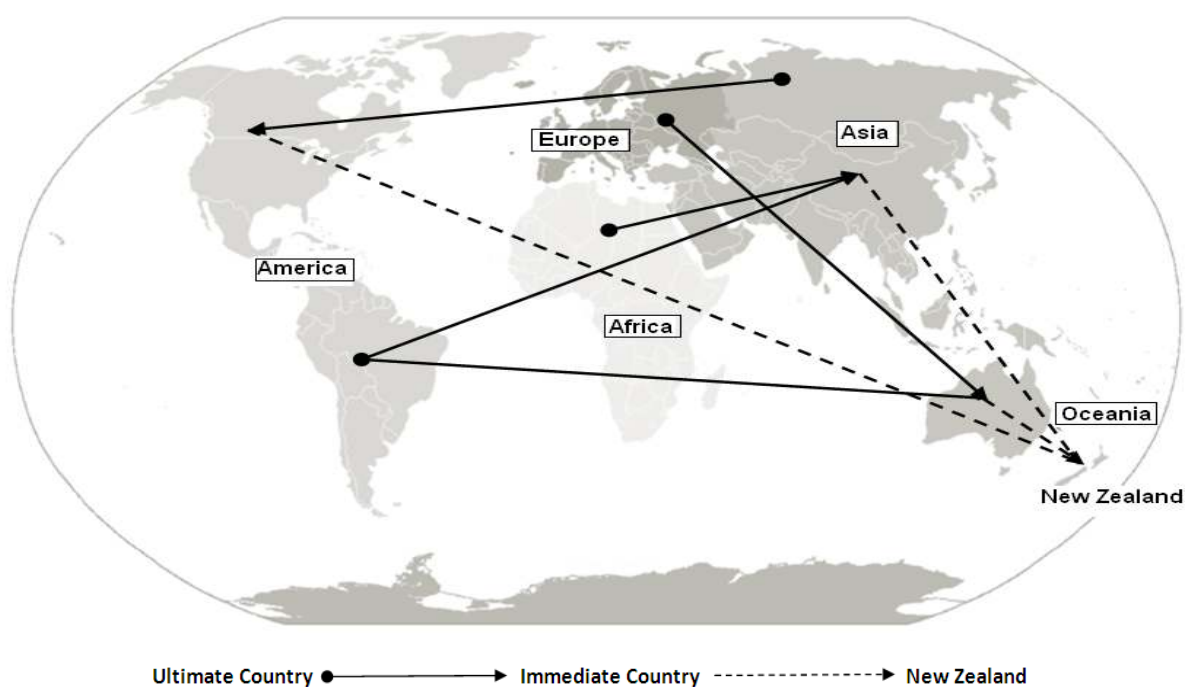 Europe
Asia
America
Africa
Oceania
New Zealand
Ultimate Country Immediate Country New Zealand